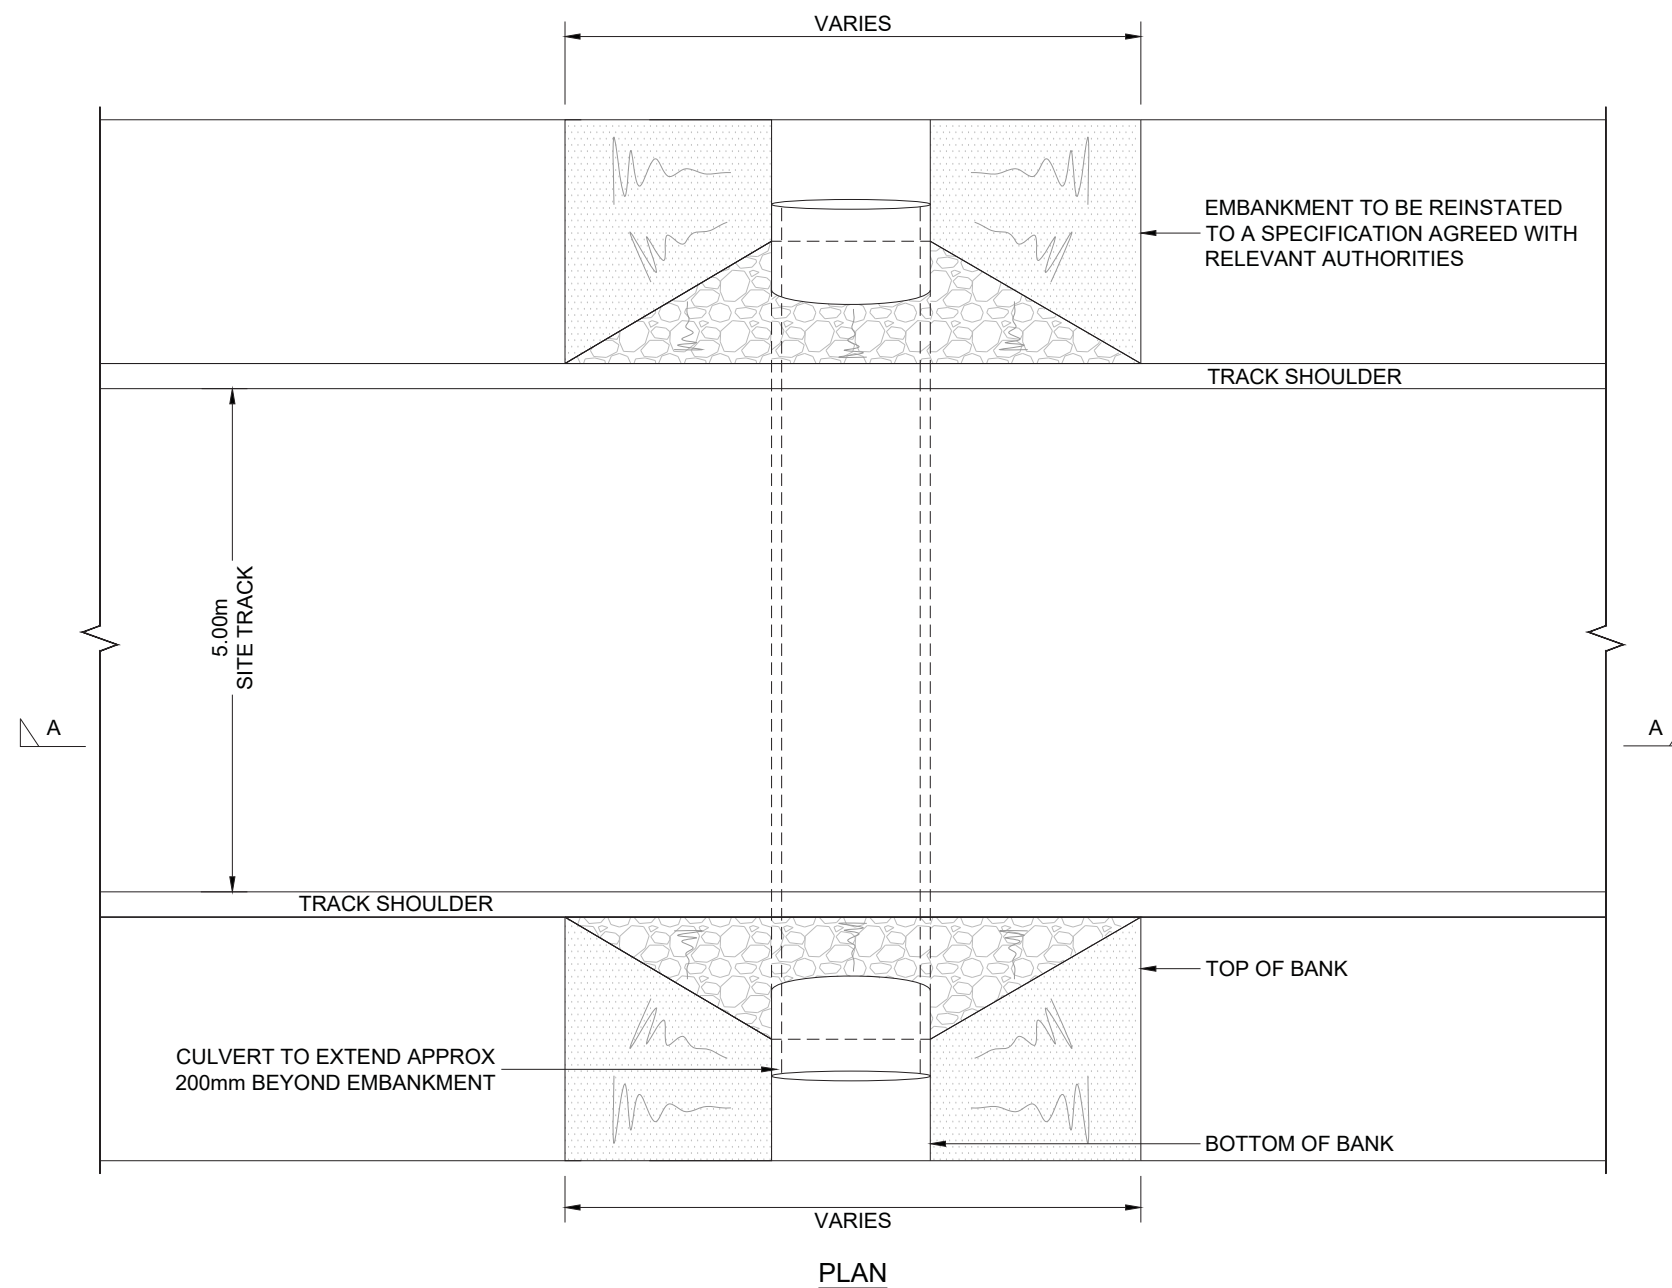 VARIES
EMBANKMENT TO BE REINSTATED
TO A SPECIFICATION AGREED WITH
RELEVANT AUTHORITIES
TRACK SHOULDER
5.00m
SITE TRACK
A
A
TRACK SHOULDER
TOP OF BANK
CULVERT TO EXTEND APPROX
200mm BEYOND EMBANKMENT
BOTTOM OF BANK
VARIES
PLAN